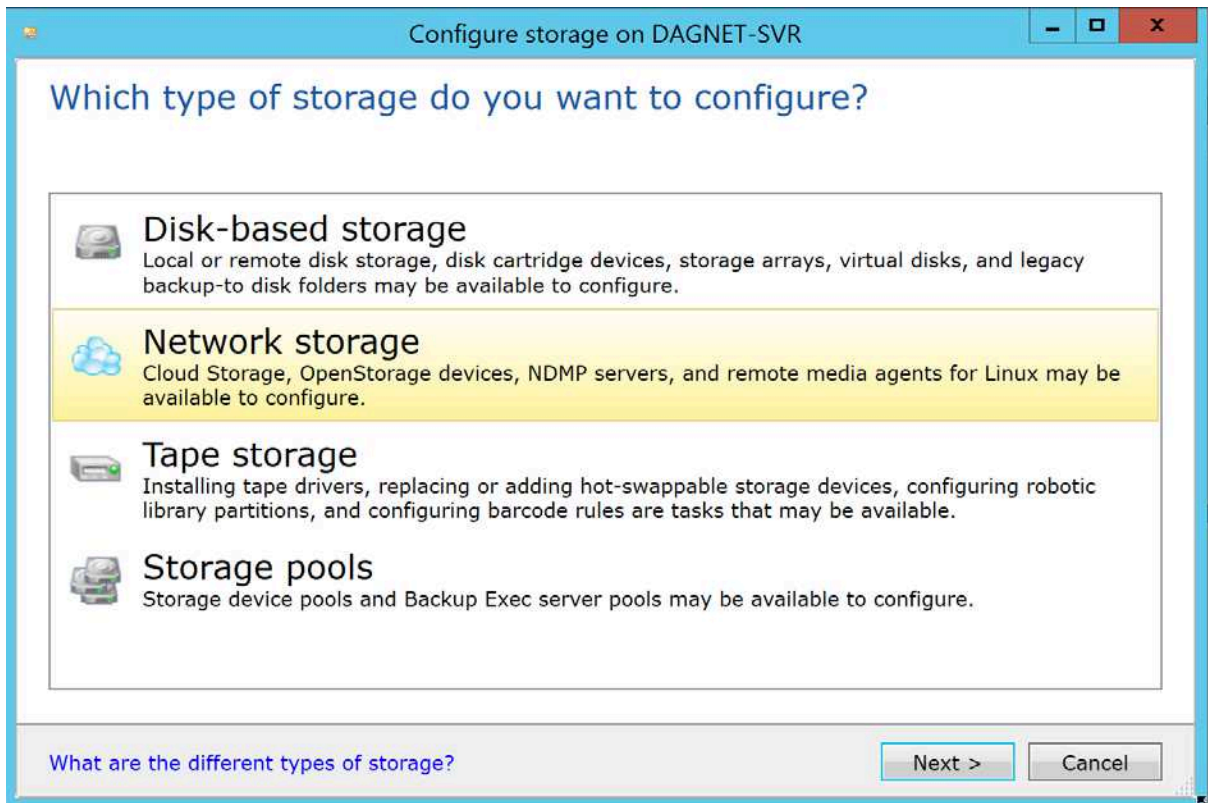 Configure storage on DAGNET-SVR
Which type of storage do you want to configure?
Disk-based storage
Local or remote disk storage, disk cartridge devices, storage arrays, virtual disks, and legacy
backup-to disk folders may be available to configure.
Network storage
Cloud Storage, OpenStorage devices, NDMP servers, and remote media agents for Linux may be
available to configure.
Tape storage
Installing tape drivers, replacing or adding hot-swappable storage devices, configuring robotic
library partitions, and configuring barcode rules are tasks that may be available.
Storage pools
Storage device pools and Backup Exec server pools may be available to configure.
What are the different types of storage?
Next >
Cancel